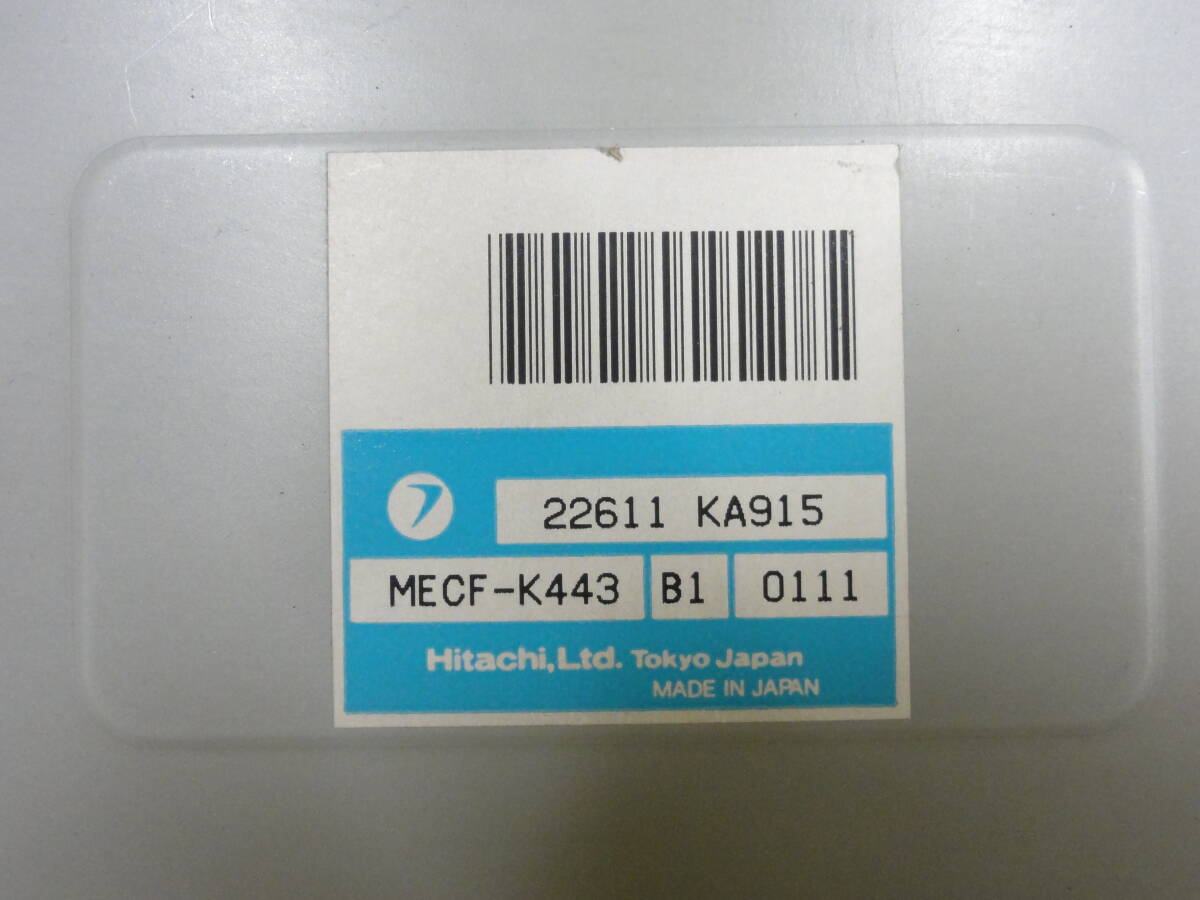 22611 KA915
MECF-K443 B1 0111
Hitachi, Ltd. Tokyo Japan
MADE IN JAPAN